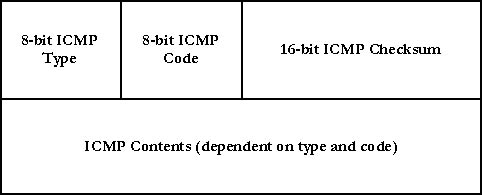 8-bit ICMP
Type
8-bit ICMP
Code
16-bit ICMP Checksum
ICMP Contents (dependent on type and code)